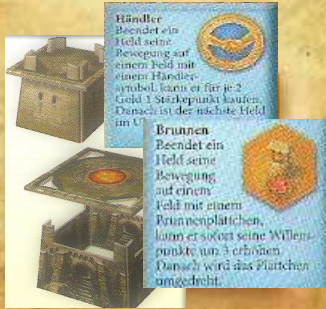 Händler
Beendet ein
Held seine
Bewegung auf
einem Feld mit
einem Händler-
symbol, kann er für je 2
Gold 1 Stärkepunkt kaufen.
Danach ist der nächste Held
im
Brunnen
Beendet ein
Held seine
Bewegung
auf einem
Feld mit einem
Brunnenplättchen,
kann er sofort seine Willens-
punkte um 3 erhöhen
Danach wird das Plättchen
umgedreht.